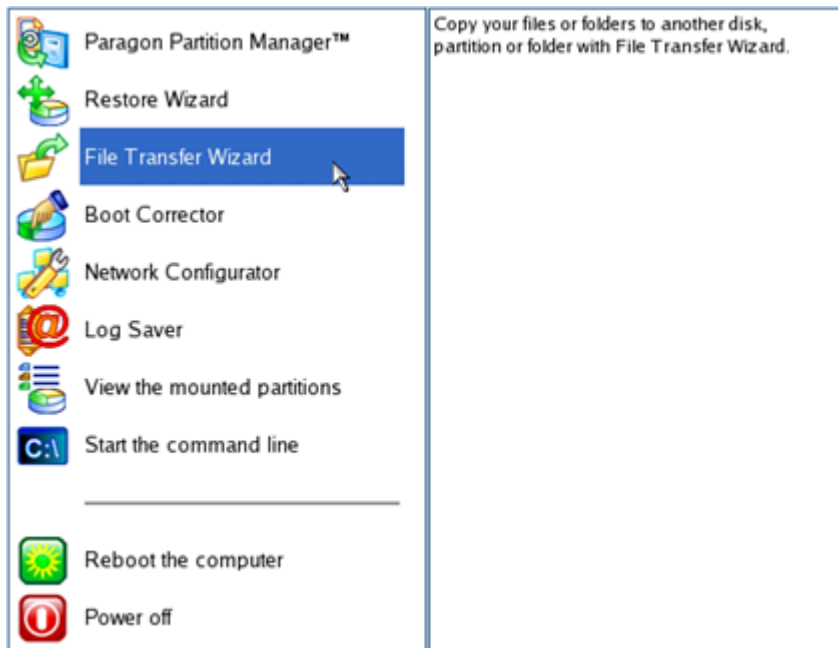 Paragon Partition Manager™
Restore Wizard
File Transfer Wizard
Boot Corrector
Network Configurator
@
Log Saver
View the mounted partitions
C:\
Start the command line
Reboot the computer
Power off
Copy your files or folders to another disk,
partition or folder with File Transfer Wizard.